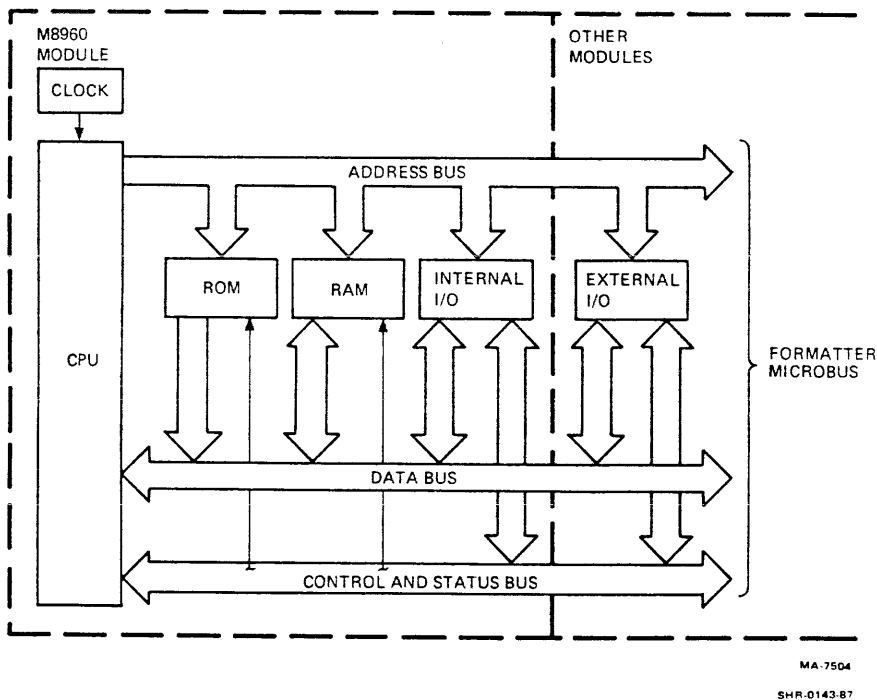 M8960
MODULE
OTHER
MODULES
CLOCK
ADDRESS BUS
ROM
RAM
INTERNAL
I/O
EXTERNAL
I/O
CPU
FORMATTER
MICROBUS
DATA BUS
CONTROL AND STATUS BUS
MA-7504
SHR-0143-87